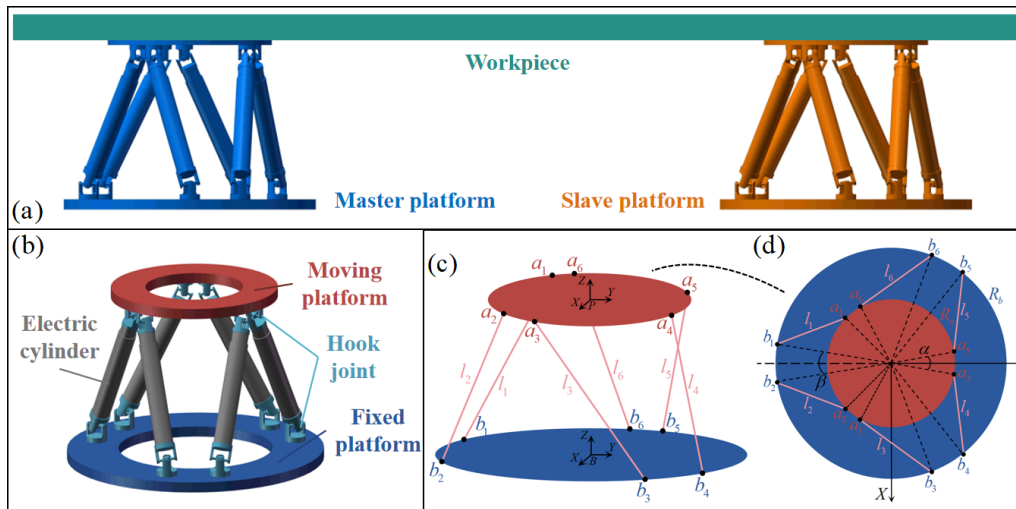 Workpiece
Master platform
Slave platform
(a)
(b)
Moving
platform
Electric
cylinder
Hook
joint
Fixed
platform
(c)
a1
a6
Z
Y
X
P
a5
a2
a3
a4
l2
l1
l3
l6
l5
l4
b1
b6
b5
Z
Y
X
B
b2
b3
b4
(d)
b6
b5
l6
Rb
a1
a6
R
l5
l1
b1
a5
α
β
b2
a4
a2
l2
l4
l3
b4
b3
X